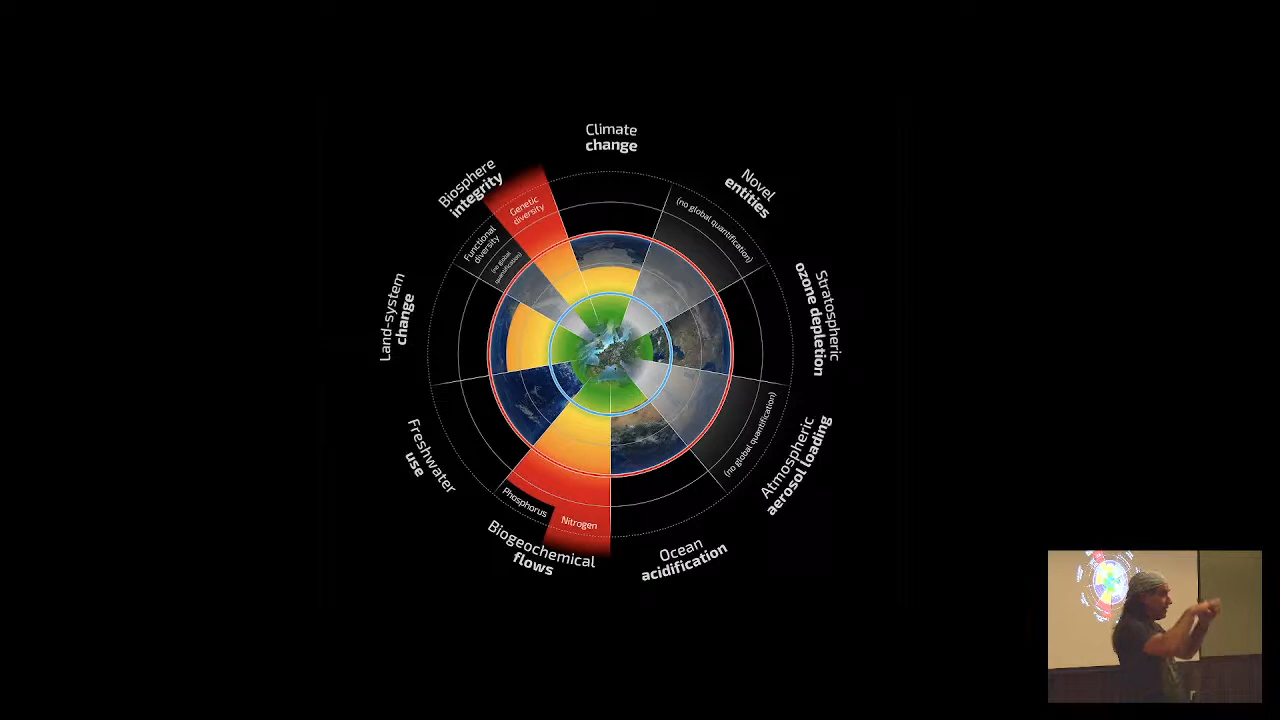 Climate
change
Novel
entities
(no global quantification)
Stratospheric
ozone depletion
Atmospheric
aerosol loading
(no global quantification)
Ocean
acidification
Biogeochemical
flows
Phosphorus
Nitrogen
Freshwater
use
Land-system
change
Biosphere
integrity
Genetic
diversity
Functional
diversity
(no global
quantification)